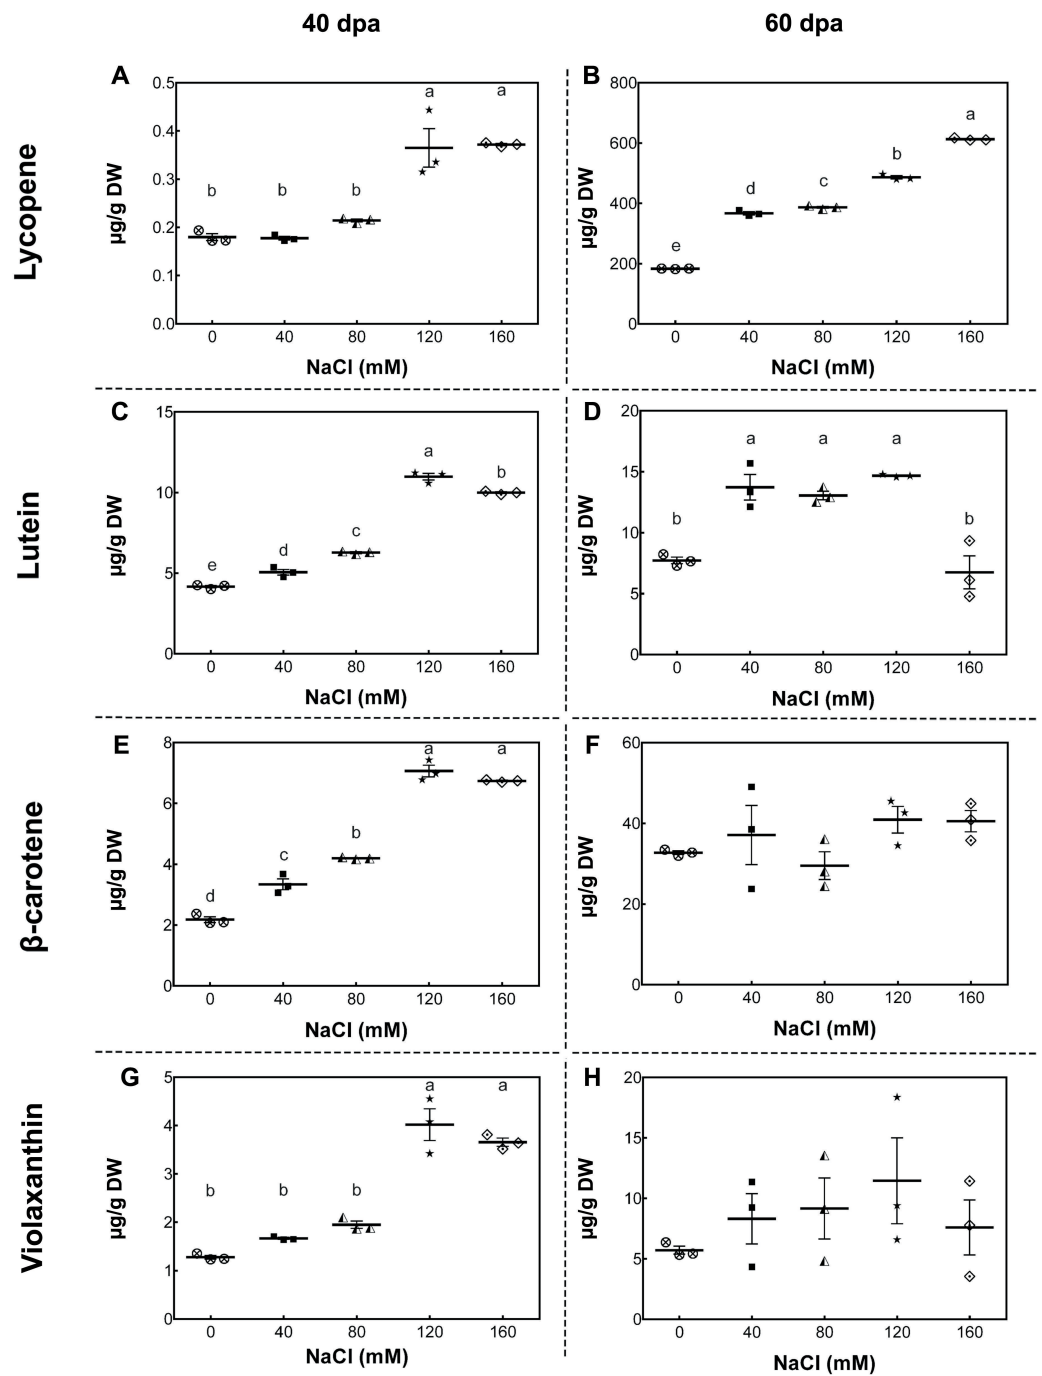 40 dpa 60 dpa
Lycopene
A
µg/g DW
0.5
0.4
0.3
0.2
0.1
0.0
b b b a a
0 40 80 120 160
NaCl (mM)
B
µg/g DW
800
600
400
200
0
e d c b a
0 40 80 120 160
NaCl (mM)
Lutein
C
µg/g DW
15
10
5
0
e d c a b
0 40 80 120 160
NaCl (mM)
D
µg/g DW
20
15
10
5
0
b a a a b
0 40 80 120 160
NaCl (mM)
β-carotene
E
µg/g DW
8
6
4
2
0
d c b a a
0 40 80 120 160
NaCl (mM)
F
µg/g DW
60
40
20
0
0 40 80 120 160
NaCl (mM)
Violaxanthin
G
µg/g DW
5
4
3
2
1
0
b b b a a
0 40 80 120 160
NaCl (mM)
H
µg/g DW
20
15
10
5
0
0 40 80 120 160
NaCl (mM)